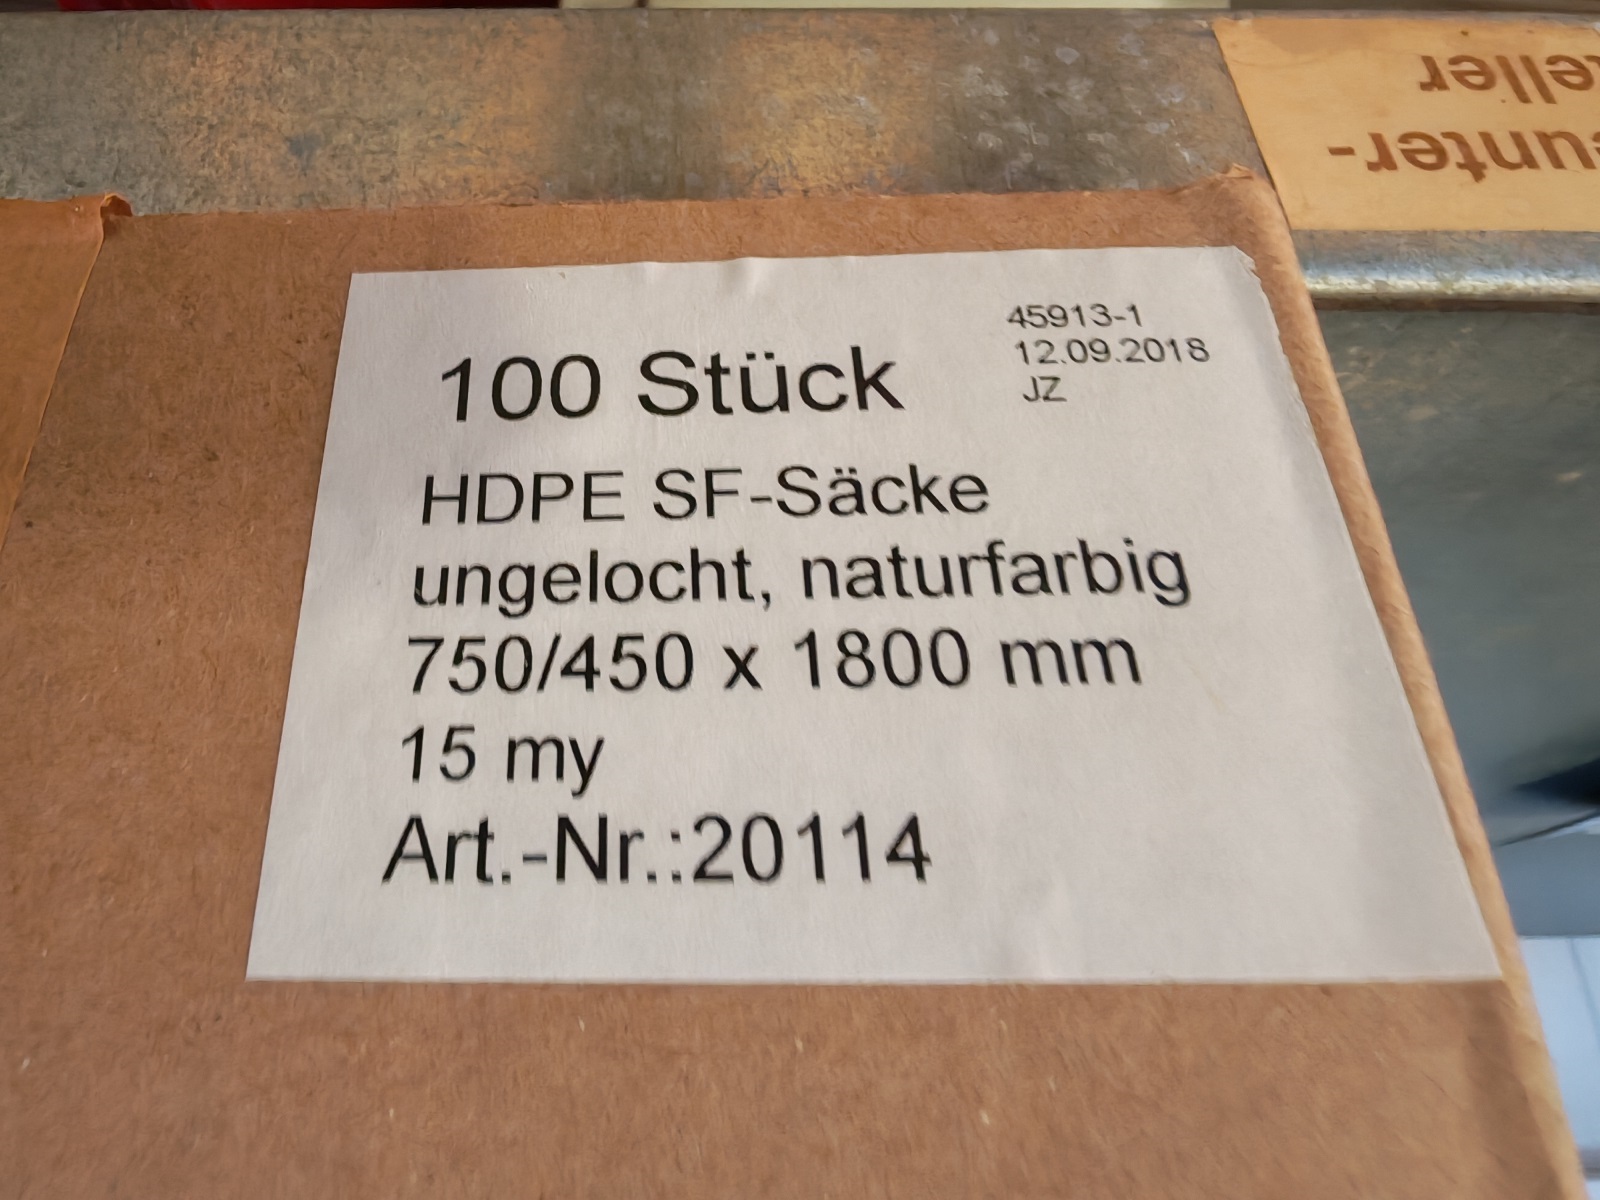 100 Stück
45913-1
12.09.2018
JZ
HDPE SF-Säcke
ungelocht, naturfarbig
750/450 x 1800 mm
15 my
Art.-Nr.:20114